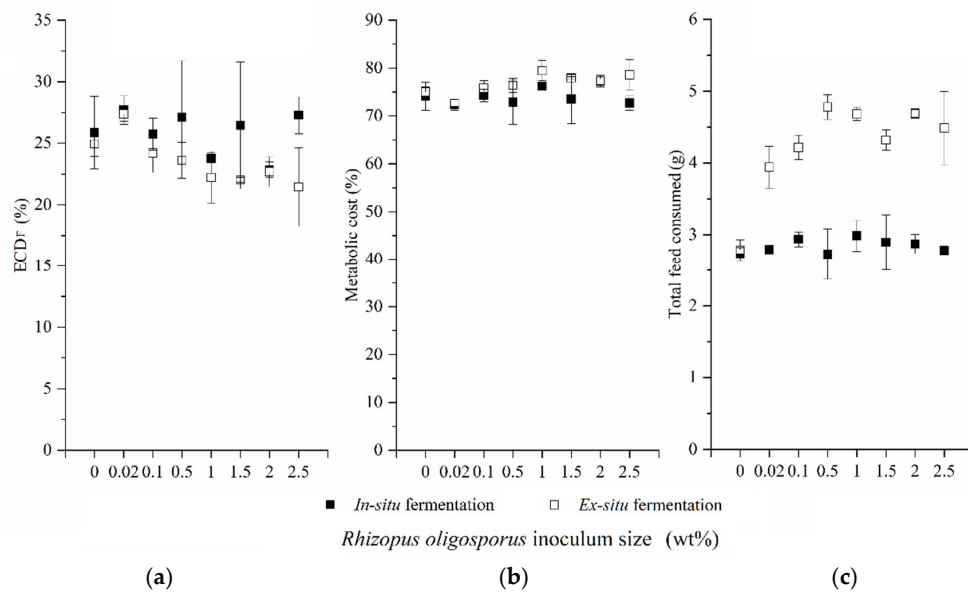 35
30
25
20
15
10
5
0
ECDF (%)
0 0.02 0.1 0.5 1 1.5 2 2.5
90
80
70
60
50
40
30
20
10
0
Metabolic cost (%)
0 0.02 0.1 0.5 1 1.5 2 2.5
6
5
4
3
2
1
0
Total feed consumed (g)
0 0.02 0.1 0.5 1 1.5 2 2.5
In-situ fermentation Ex-situ fermentation
Rhizopus oligosporus inoculum size (wt%)
(a) (b) (c)